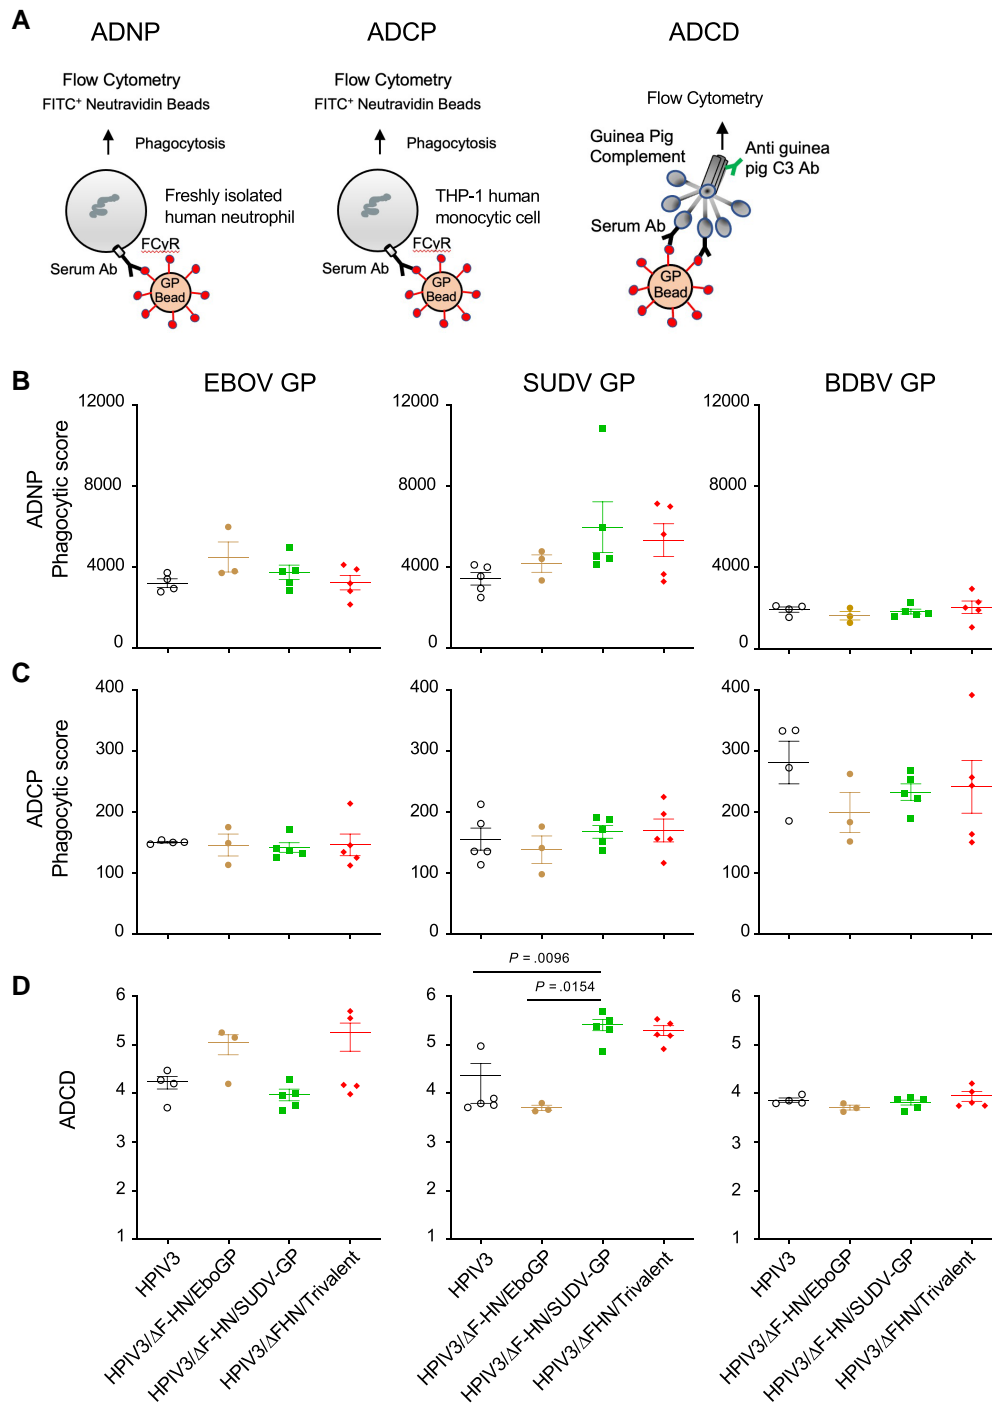 A
ADNP
ADCP
ADCD
Flow Cytometry
FITC⁺ Neutravidin Beads
Phagocytosis
Freshly isolated
human neutrophil
FCγR
Serum Ab
GP
Bead
Flow Cytometry
FITC⁺ Neutravidin Beads
Phagocytosis
THP-1 human
monocytic cell
FCγR
Serum Ab
GP
Bead
Flow Cytometry
Guinea Pig
Complement
Anti guinea
pig C3 Ab
Serum Ab
GP
Bead
B
EBOV GP
SUDV GP
BDBV GP
ADNP
Phagocytic score
12000
8000
4000
0
12000
8000
4000
0
12000
8000
4000
0
C
ADCP
Phagocytic score
400
300
200
100
0
400
300
200
100
0
400
300
200
100
0
D
ADCD
6
5
4
3
2
1
P = .0096
P = .0154
6
5
4
3
2
1
6
5
4
3
2
1
HPIV3
HPIV3/ΔF-HN/EboGP
HPIV3/ΔF-HN/SUDV-GP
HPIV3/ΔFHN/Trivalent
HPIV3
HPIV3/ΔF-HN/EboGP
HPIV3/ΔF-HN/SUDV-GP
HPIV3/ΔFHN/Trivalent
HPIV3
HPIV3/ΔF-HN/EboGP
HPIV3/ΔF-HN/SUDV-GP
HPIV3/ΔFHN/Trivalent